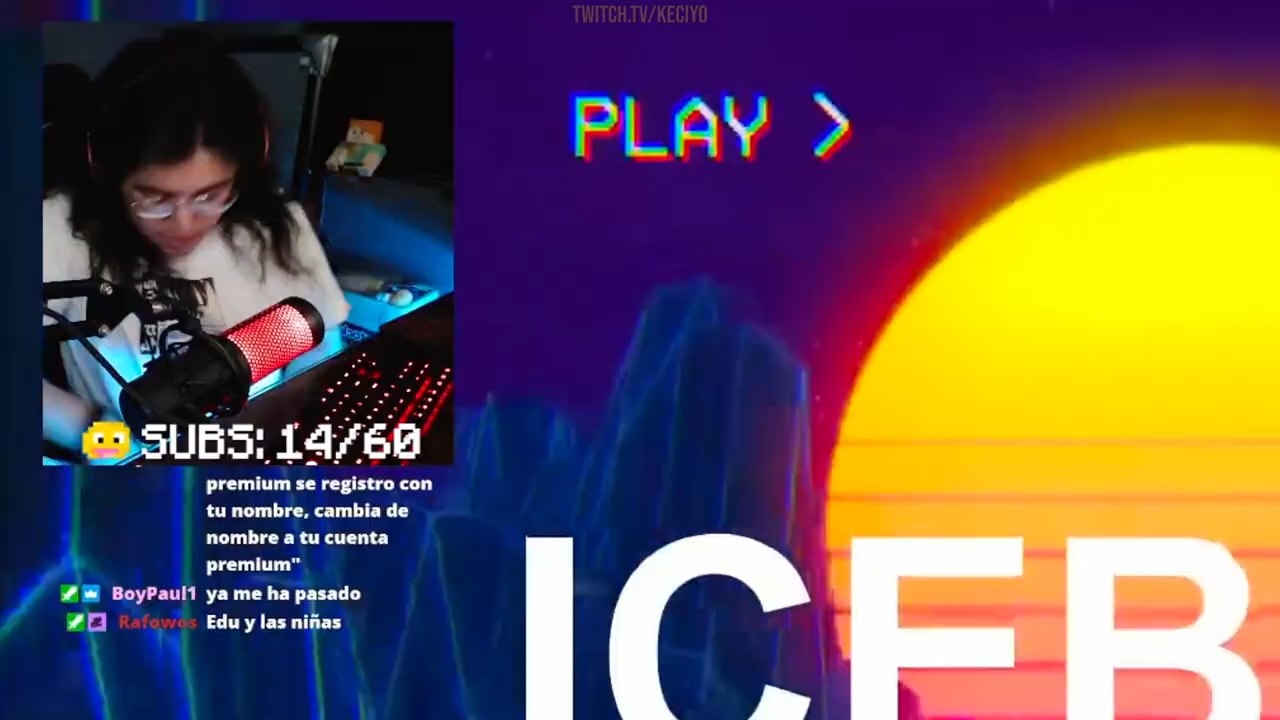 TWITCH.TV/KECIYO
PLAY >
SUBS: 14/60
premium se registro con
tu nombre, cambia de
nombre a tu cuenta
premium"
BoyPaul1 ya me ha pasado
Rafowos Edu y las niñas
ICEB